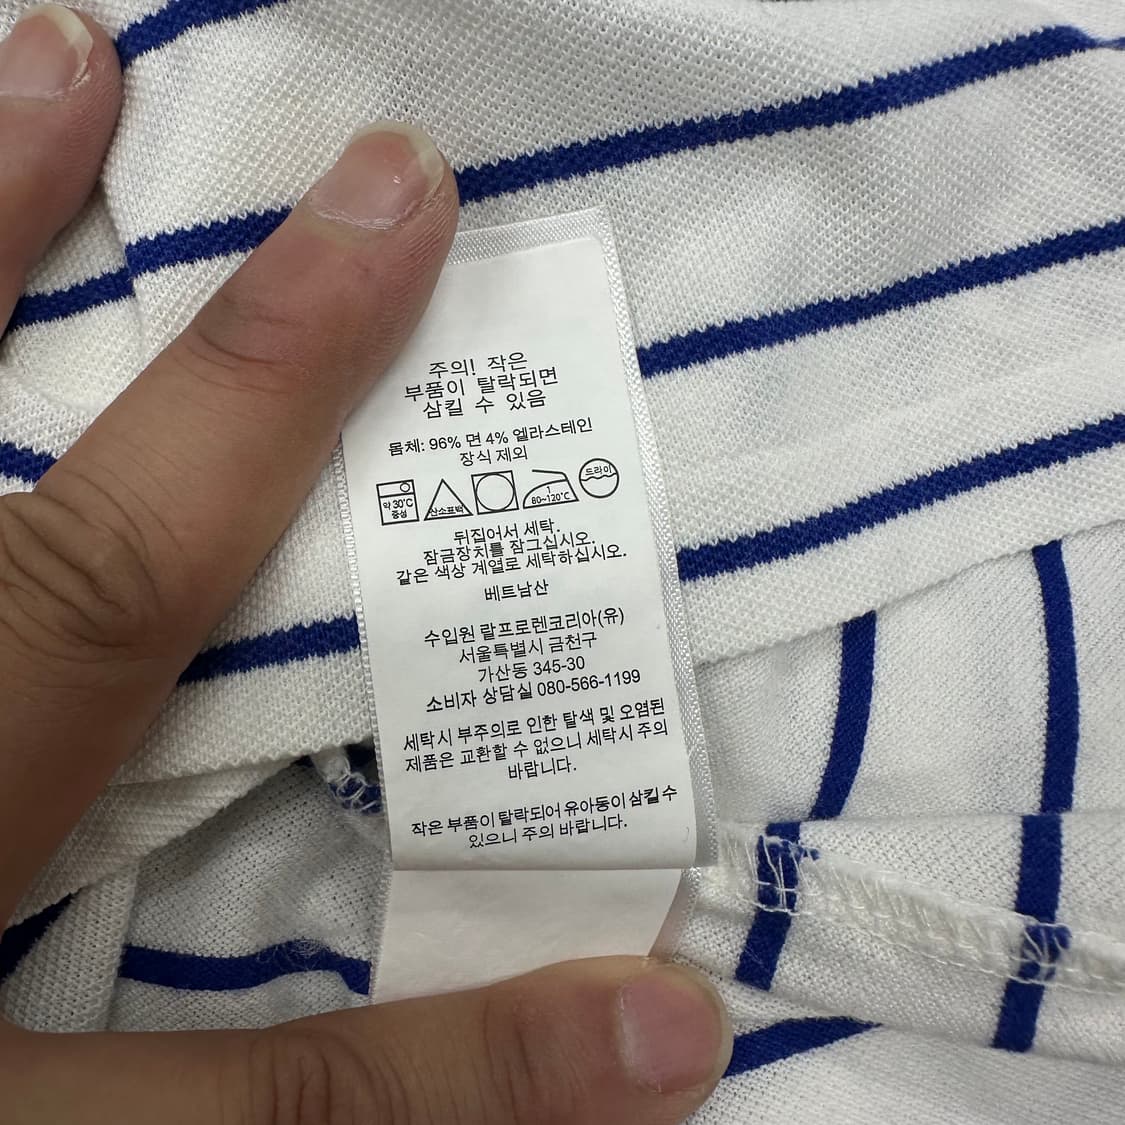 주의! 작은
부품이 탈락되면
삼킬 수 있음
몸체: 96% 면 4% 엘라스테인
장식 제외
약 30℃
중성
산소표백
1
80~120℃
드라이
뒤집어서 세탁.
잠금장치를 잠그십시오.
같은 색상 계열로 세탁하십시오.
베트남산
수입원 랄프로렌코리아(유)
서울특별시 금천구
가산동 345-30
소비자 상담실 080-566-1199
세탁시 부주의로 인한 탈색 및 오염된
제품은 교환할 수 없으니 세탁시 주의
바랍니다.
작은 부품이 탈락되어 유아동이 삼킬 수
있으니 주의 바랍니다.